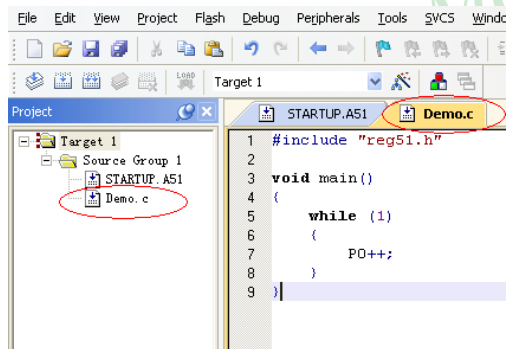 File Edit View Project Flash Debug Peripherals Tools SVCS
Target 1
Project
STARTUP.A51 Demo.c
Target 1
Source Group 1
STARTUP.A51
Demo.c
1 #include "reg51.h"
2
3 void main()
4 {
5 while (1)
6 {
7 P0++;
8 }
9 }